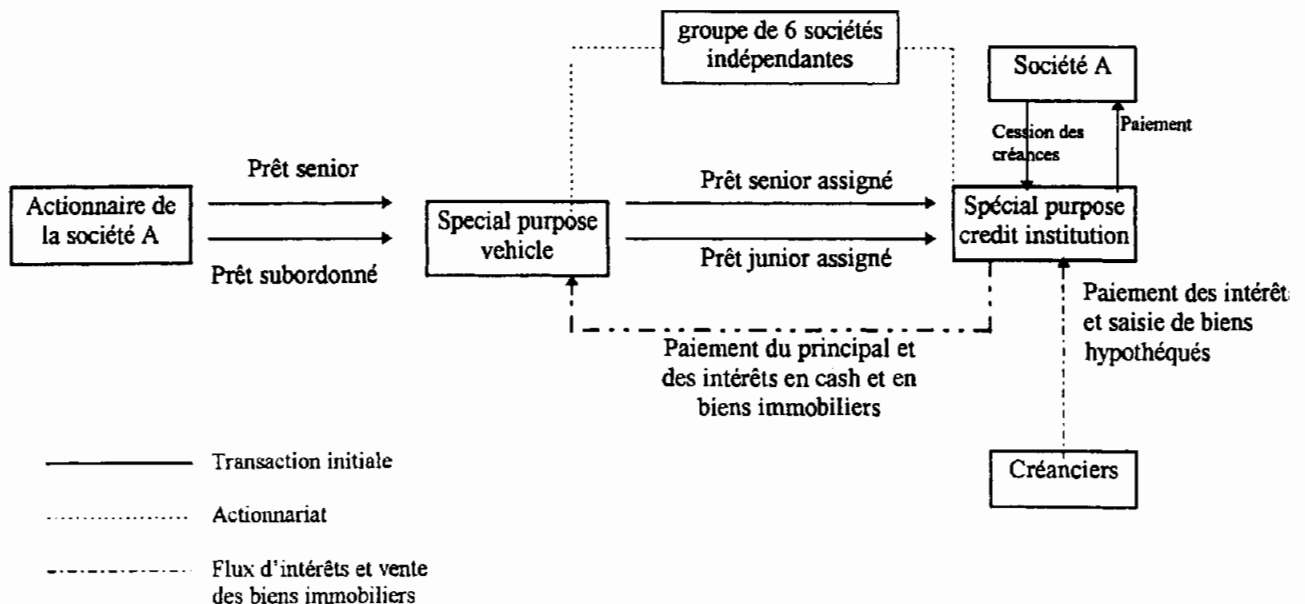 groupe de 6 sociétés
indépendantes
Société A
Cession des
créances
Paiement
Prêt senior
Prêt senior assigné
Actionnaire de
la société A
Special purpose
vehicle
Spécial purpose
credit institution
Prêt subordonné
Prêt junior assigné
Paiement des intérêt
et saisie de biens
hypothéqués
Paiement du principal et
des intérêts en cash et en
biens immobiliers
Transaction initiale
Créanciers
Actionnariat
Flux d'intérêts et vente
des biens immobiliers